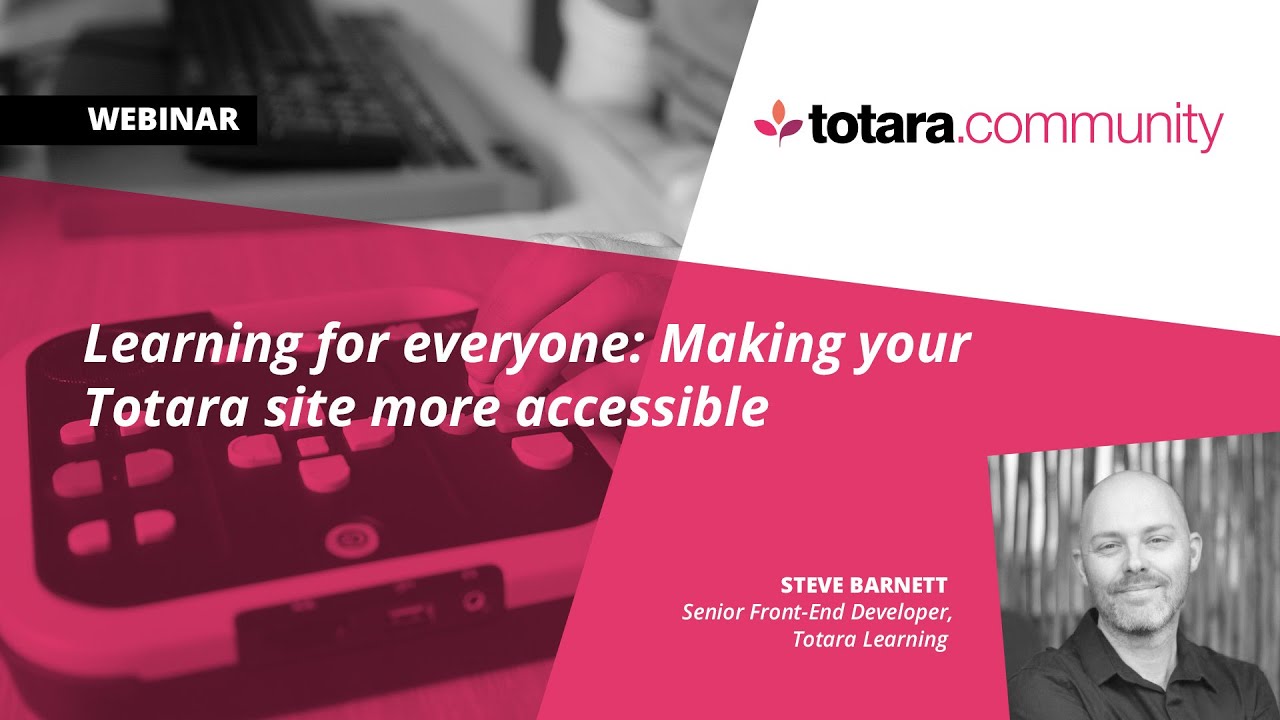 WEBINAR
totara.community
Learning for everyone: Making your
Totara site more accessible
STEVE BARNETT
Senior Front-End Developer,
Totara Learning